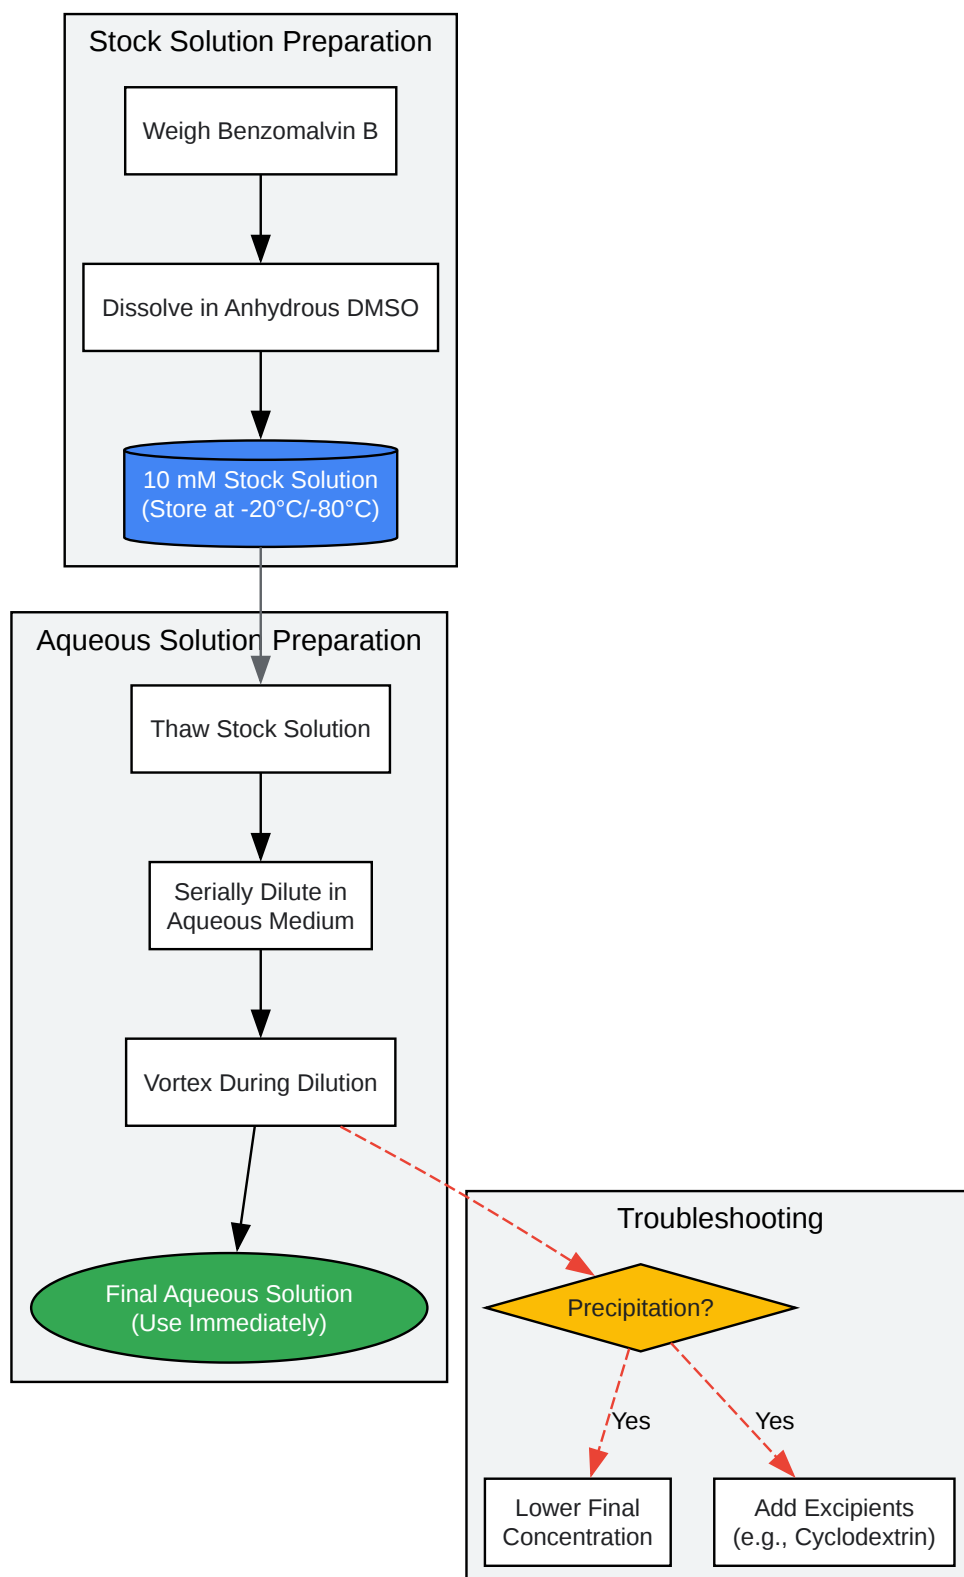 Stock Solution Preparation
Weigh Benzomalvin B
Dissolve in Anhydrous DMSO
10 mM Stock Solution
(Store at -20°C/-80°C)
Aqueous Solution Preparation
Thaw Stock Solution
Serially Dilute in
Aqueous Medium
Vortex During Dilution
Final Aqueous Solution
(Use Immediately)
Troubleshooting
Precipitation?
Yes
Yes
Lower Final
Concentration
Add Excipients
(e.g., Cyclodextrin)